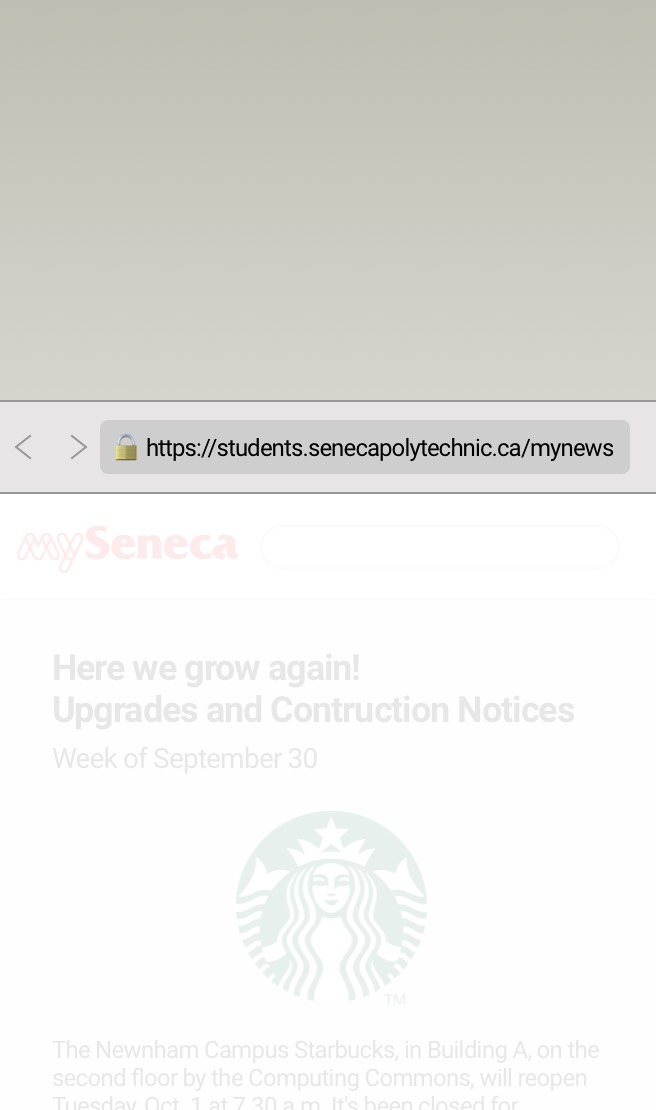 https://students.senecapolytechnic.ca/mynews
mySeneca
Here we grow again!
Upgrades and Contruction Notices
Week of September 30
TM
The Newnham Campus Starbucks, in Building A, on the
second floor by the Computing Commons, will reopen
Tuesday, Oct. 1 at 7.30 a.m. It's been closed for